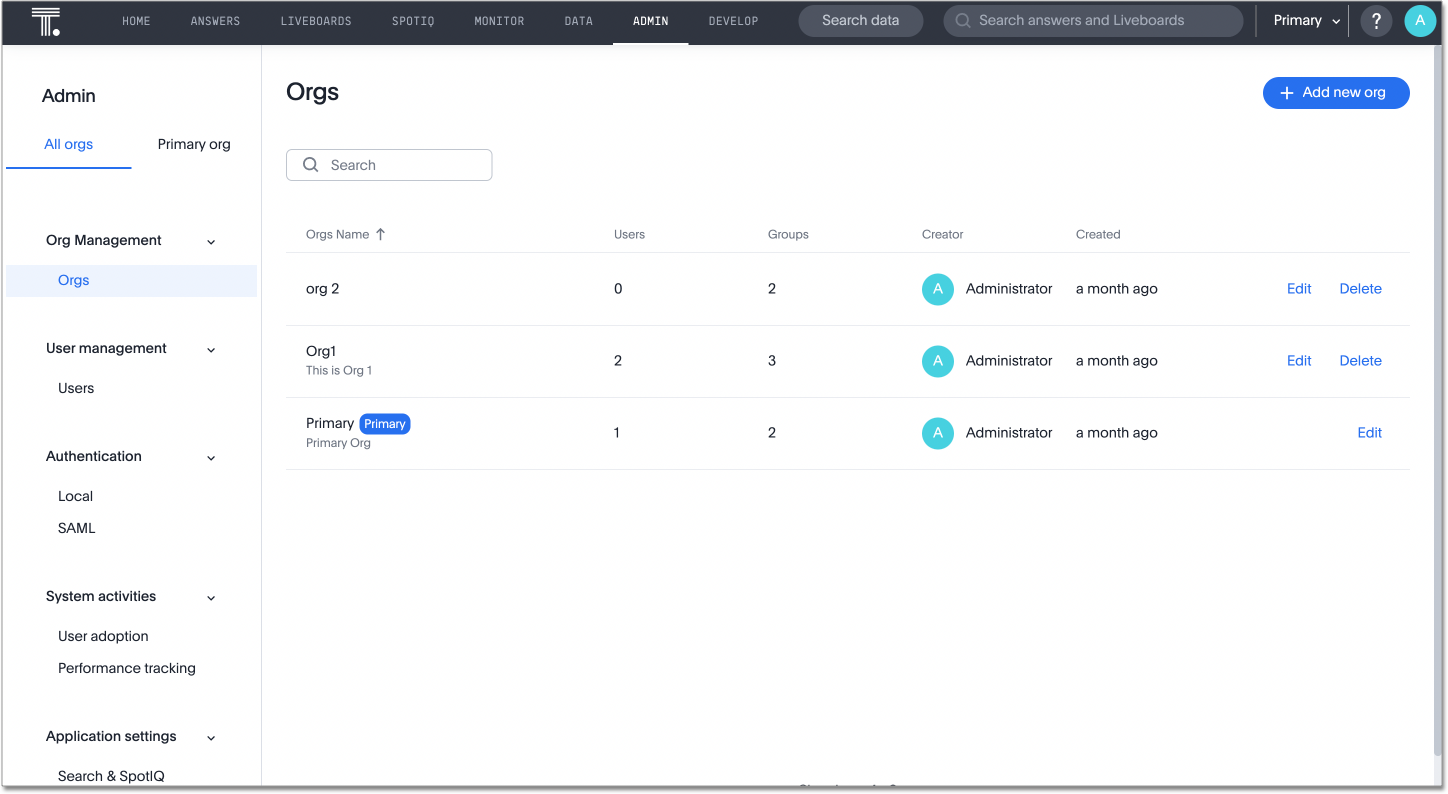 HOME ANSWERS LIVEBOARDS SPOTIQ MONITOR DATA ADMIN DEVELOP Search data Search answers and Liveboards Primary ? A
Admin
All orgs Primary org
Org Management
Orgs
User management
Users
Authentication
Local
SAML
System activities
User adoption
Performance tracking
Application settings
Search & SpotIQ
Orgs
Add new org
Search
Orgs Name Users Groups Creator Created
org 2 0 2 A Administrator a month ago Edit Delete
Org1 2 3 A Administrator a month ago Edit Delete
This is Org 1
Primary Primary 1 2 A Administrator a month ago Edit
Primary Org